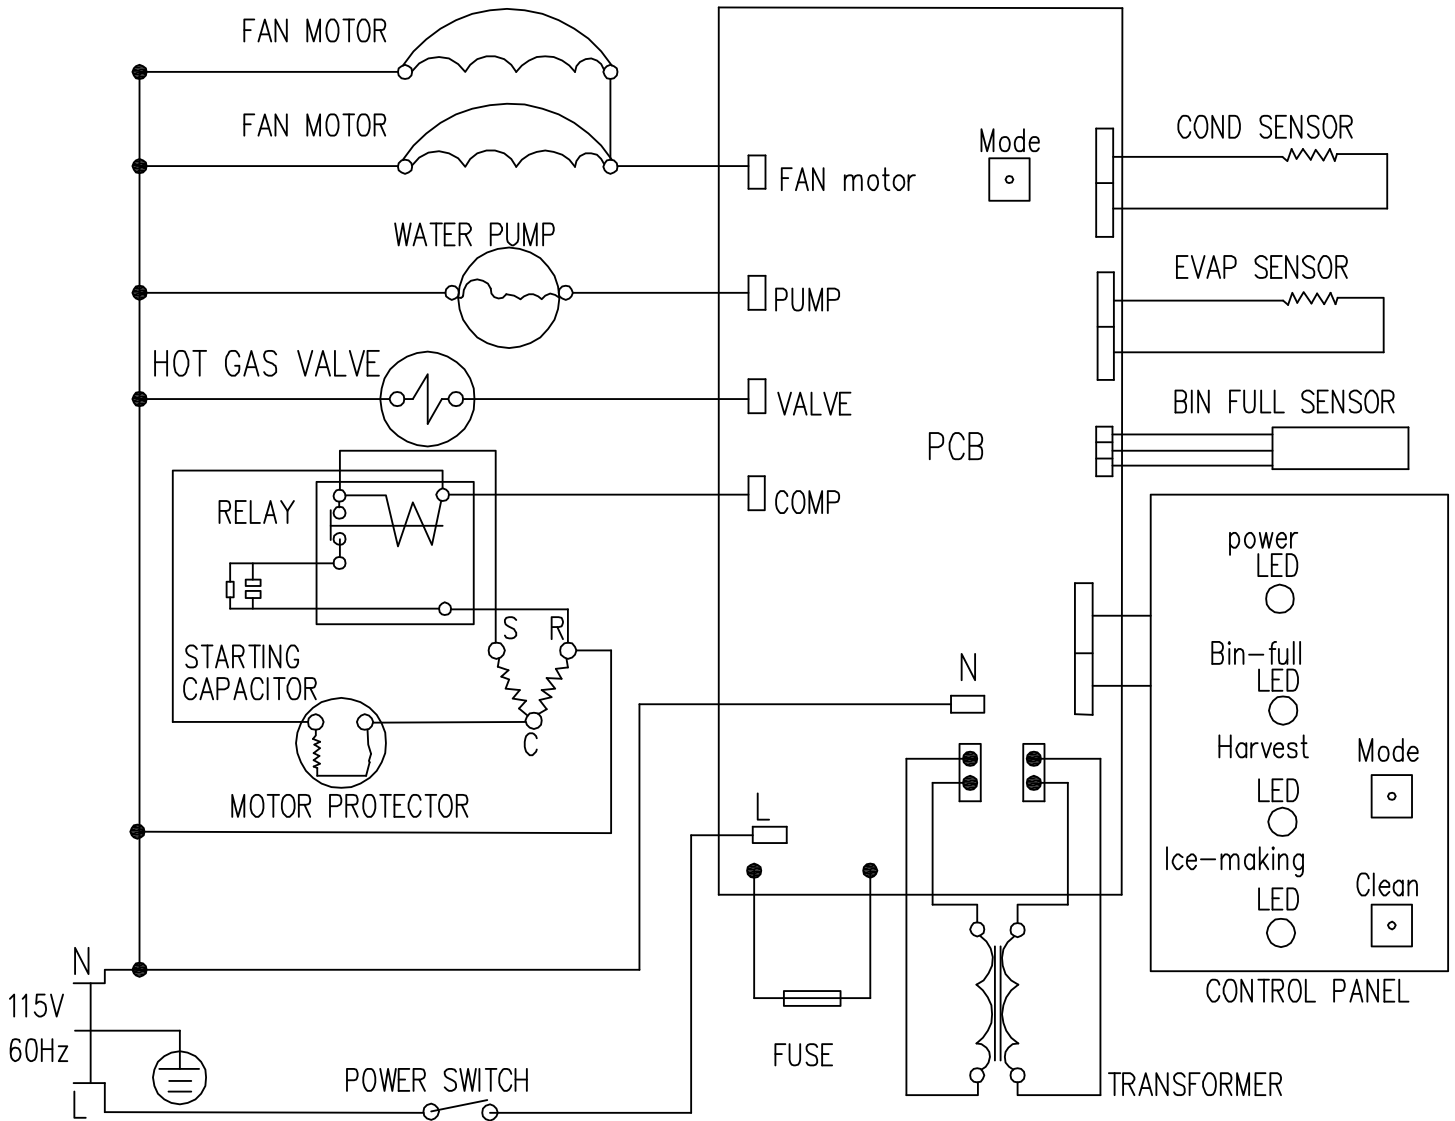 FAN MOTOR
FAN MOTOR
FAN motor
Mode
COND SENSOR
WATER PUMP
PUMP
EVAP SENSOR
HOT GAS VALVE
VALVE
BIN FULL SENSOR
PCB
RELAY
COMP
power
LED
S
R
STARTING
CAPACITOR
Bin-full
LED
N
C
MOTOR PROTECTOR
Harvest
LED
Mode
L
Ice-making
LED
Clean
CONTROL PANEL
N
115V
60Hz
L
POWER SWITCH
FUSE
TRANSFORMER